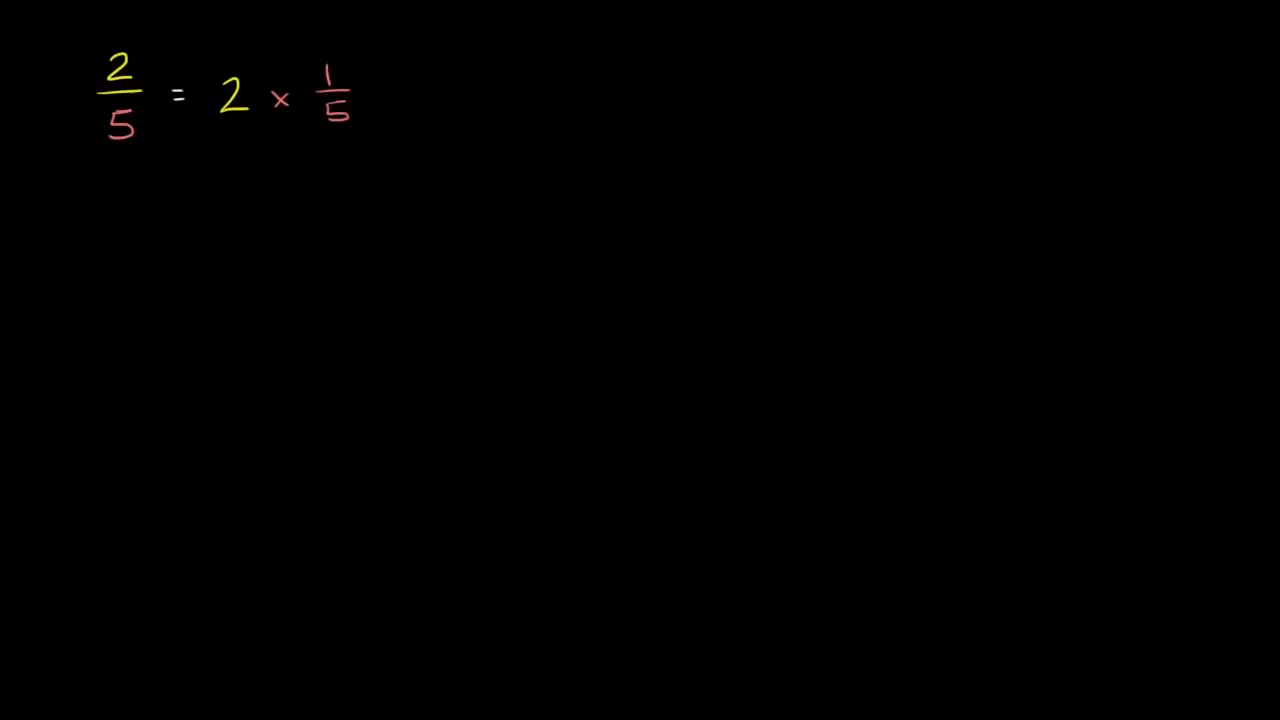 2/5 = 2 × 1/5